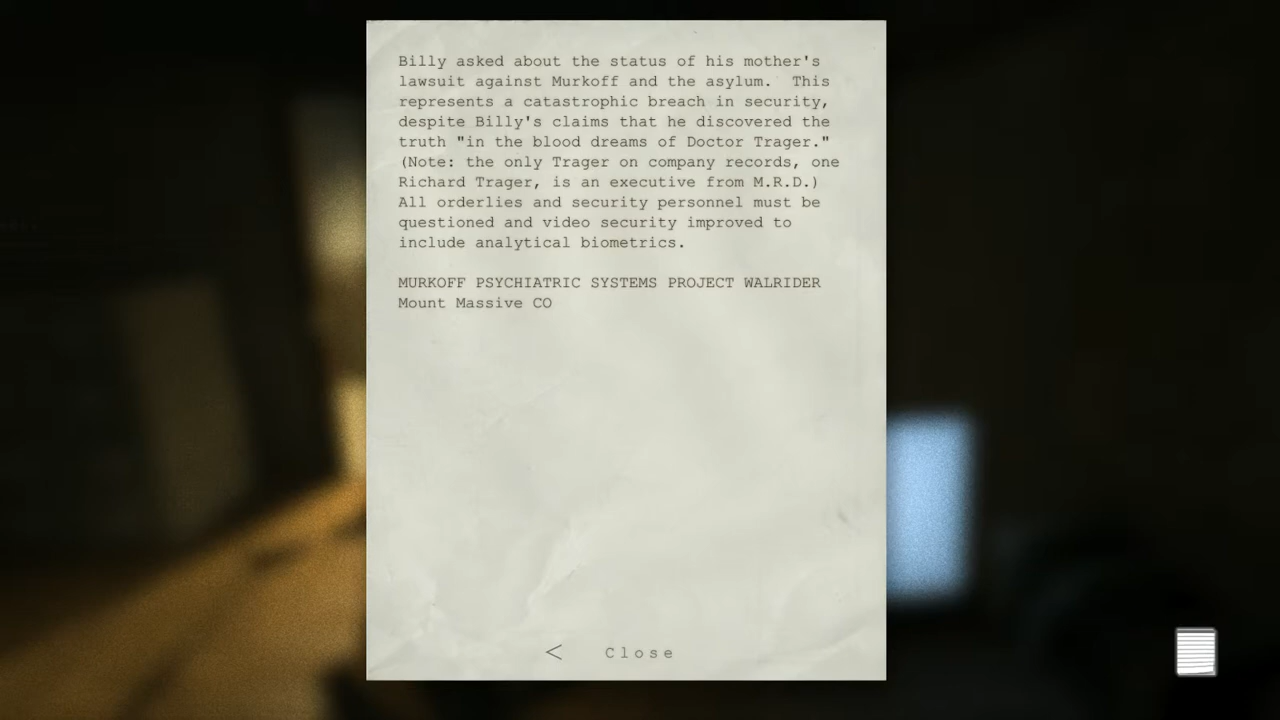 Billy asked about the status of his mother's
lawsuit against Murkoff and the asylum.  This
represents a catastrophic breach in security,
despite Billy's claims that he discovered the
truth "in the blood dreams of Doctor Trager."
(Note: the only Trager on company records, one
Richard Trager, is an executive from M.R.D.)
All orderlies and security personnel must be
questioned and video security improved to
include analytical biometrics.
MURKOFF PSYCHIATRIC SYSTEMS PROJECT WALRIDER
Mount Massive CO
< Close